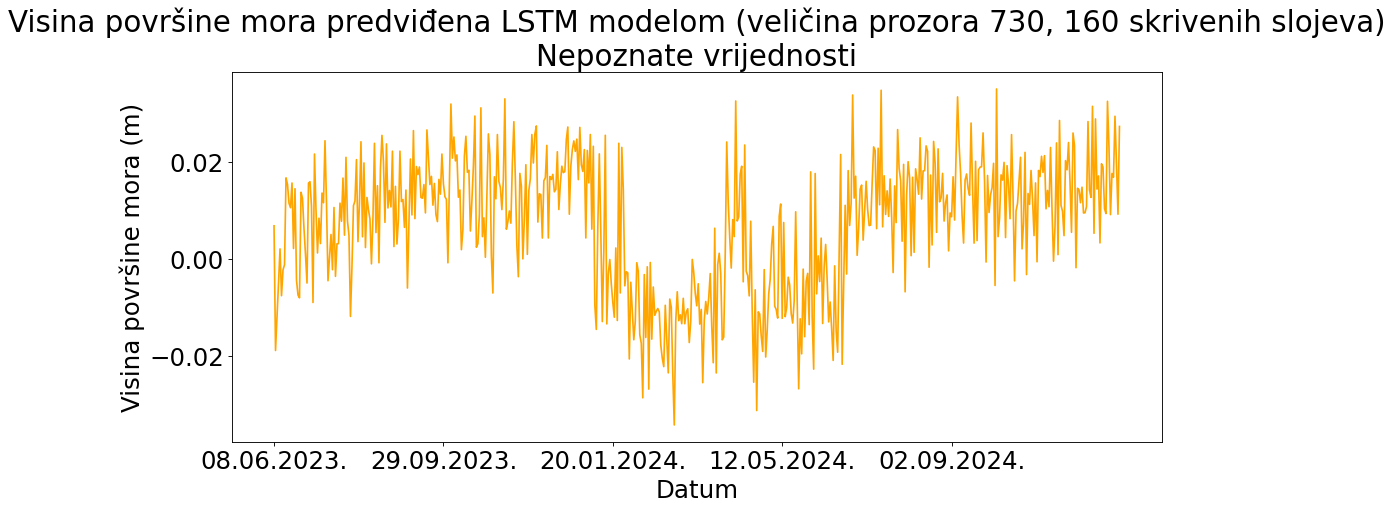 Visina površine mora predviđena LSTM modelom (veličina prozora 730, 160 skrivenih slojeva)
Nepoznate vrijednosti
Visina površine mora (m)
0.02
0.00
−0.02
08.06.2023. 29.09.2023. 20.01.2024. 12.05.2024. 02.09.2024.
Datum